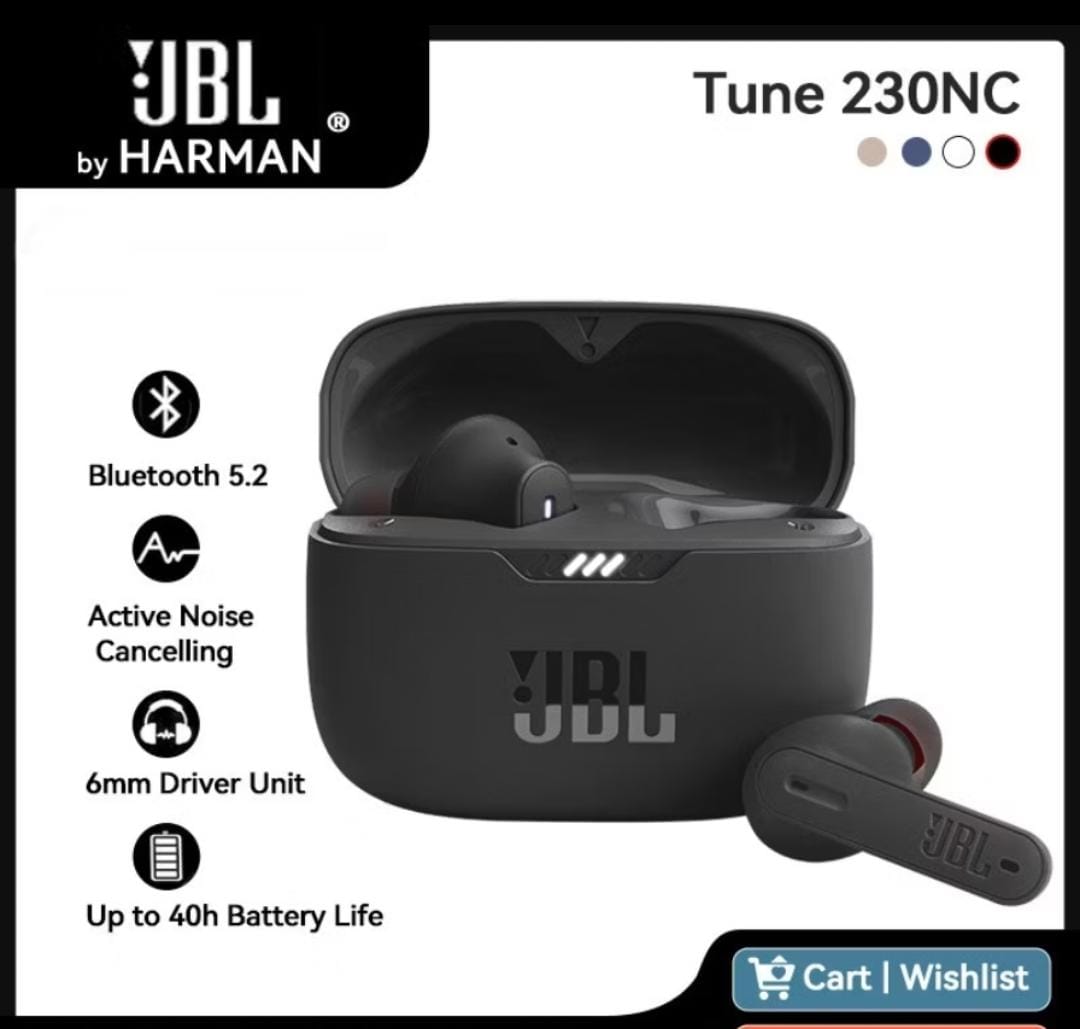 JBL
®
by HARMAN
Tune 230NC
Bluetooth 5.2
Active Noise
Cancelling
6mm Driver Unit
Up to 40h Battery Life
JBL
JBL
Cart | Wishlist